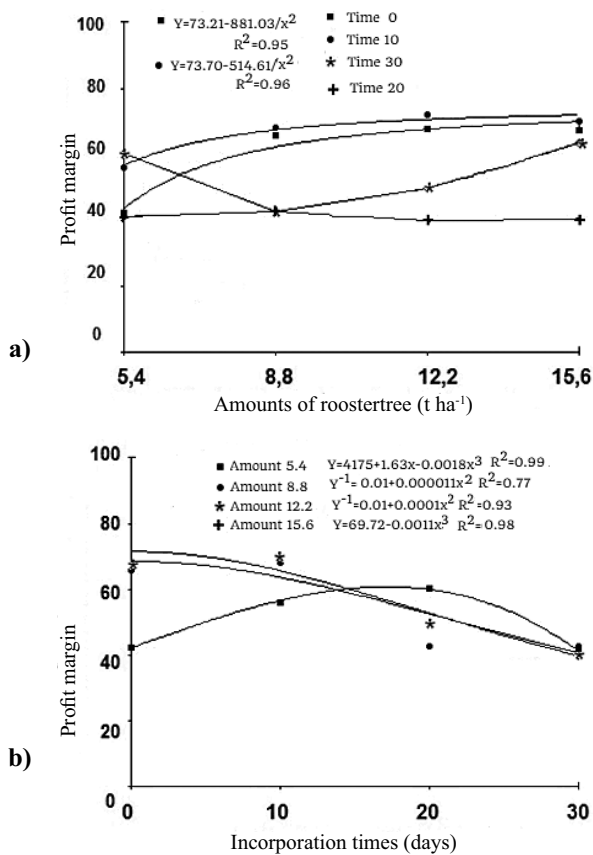 100
80
60
40
20
0
Profit margin
Y=73.21-881.03/x²
R²=0.95
Y=73.70-514.61/x²
R²=0.96
Time 0
Time 10
Time 30
Time 20
a)
5,4 8,8 12,2 15,6
Amounts of roostertree (t ha⁻¹)
100
80
60
40
20
0
Profit margin
Amount 5.4 Y=4175+1.63x-0.0018x³ R²=0.99
Amount 8.8 Y⁻¹= 0.01+0.000011x² R²=0.77
Amount 12.2 Y⁻¹=0.01+0.0001x² R²=0.93
Amount 15.6 Y=69.72-0.0011x³ R²=0.98
b)
0 10 20 30
Incorporation times (days)